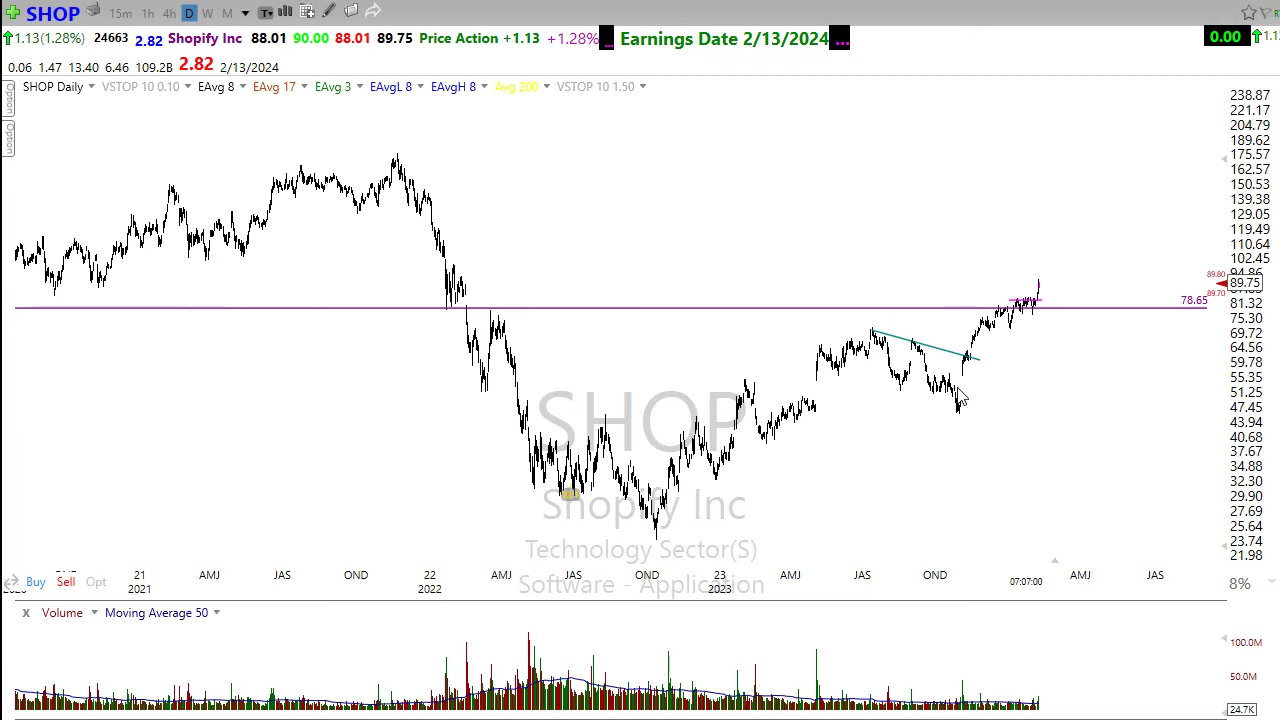 SHOP 15m 1h 4h D W M T
1.13(1.28%) 24663 2.82 Shopify Inc 88.01 90.00 88.01 89.75 Price Action +1.13 +1.28% ... Earnings Date 2/13/2024 ... 0.00
0.06 1.47 13.40 6.46 109.2B 2.82 2/13/2024
Option
Option
SHOP Daily VSTOP 10 0.10 EAvg 8 EAvg 17 EAvg 3 EAvgL 8 EAvgH 8 Avg 200 VSTOP 10 1.50
238.87
221.17
204.79
189.62
175.57
162.57
150.53
139.38
129.05
119.49
110.64
102.45
94.86
89.80
89.75
89.70
78.65
81.32
75.30
69.72
64.56
59.78
55.35
51.25
47.45
43.94
40.68
37.67
34.88
32.30
29.90
27.69
25.64
23.74
21.98
SHOP
Shopify Inc
Technology Sector(S)
Software - Application
Buy Sell Opt
21 AMJ JAS OND 22 AMJ JAS OND 23 AMJ JAS OND 07:07:00 AMJ JAS 8%
2021 2022 2023
X Volume Moving Average 50
100.0M
50.0M
24.7K